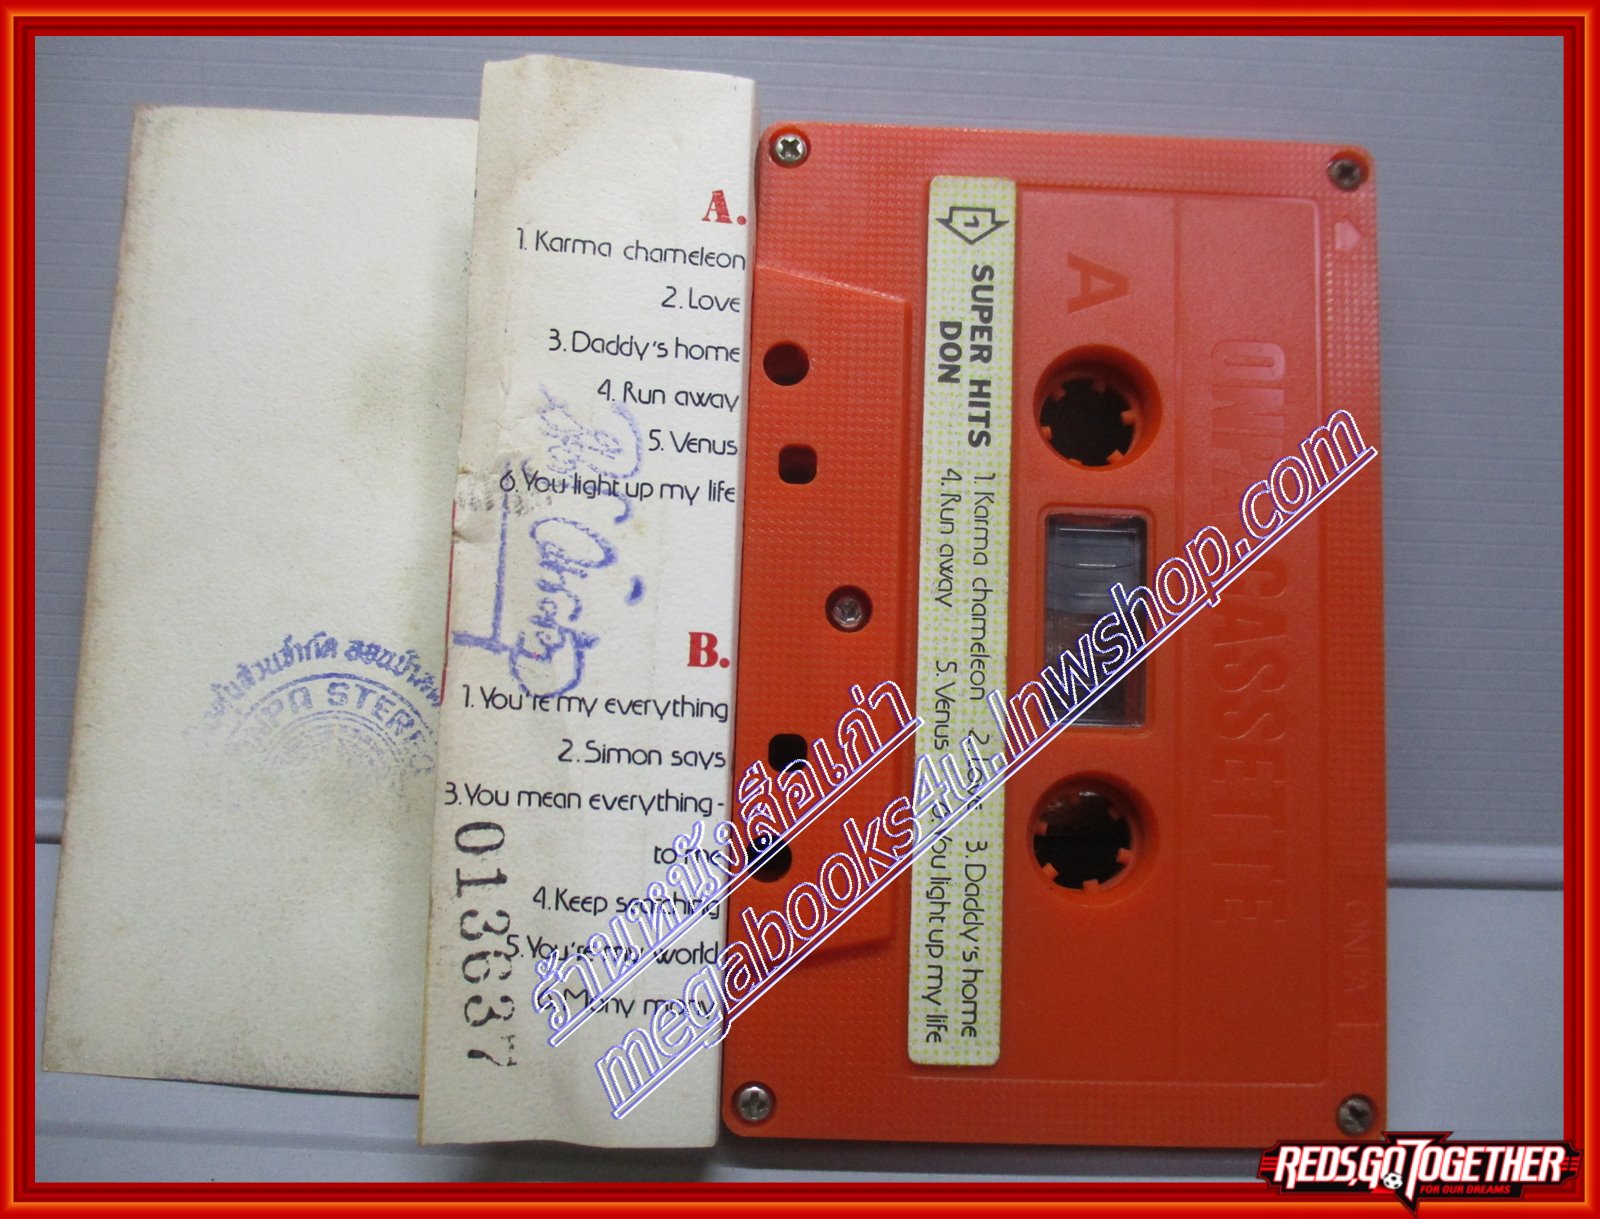 A.
1. Karma chameleon
2. Love
3. Daddy's home
4. Run away
5. Venus
6. You light up my life
B.
1. You're my everything
2. Simon says
3. You mean everything-
to me
4. Keep searching
5. You're my world
6. Mony mony
013637
ONPA STEREO
1
SUPER HITS
DON
1. Karma chameleon 2. Love 3. Daddy's home
4. Run away 5. Venus 6. You light up my life
A
ONPA CASSETTE
ร้านหนังสือเก่า
megabooks4u.lnwshop.com
REDS,GO TOGETHER
FOR OUR DREAMS